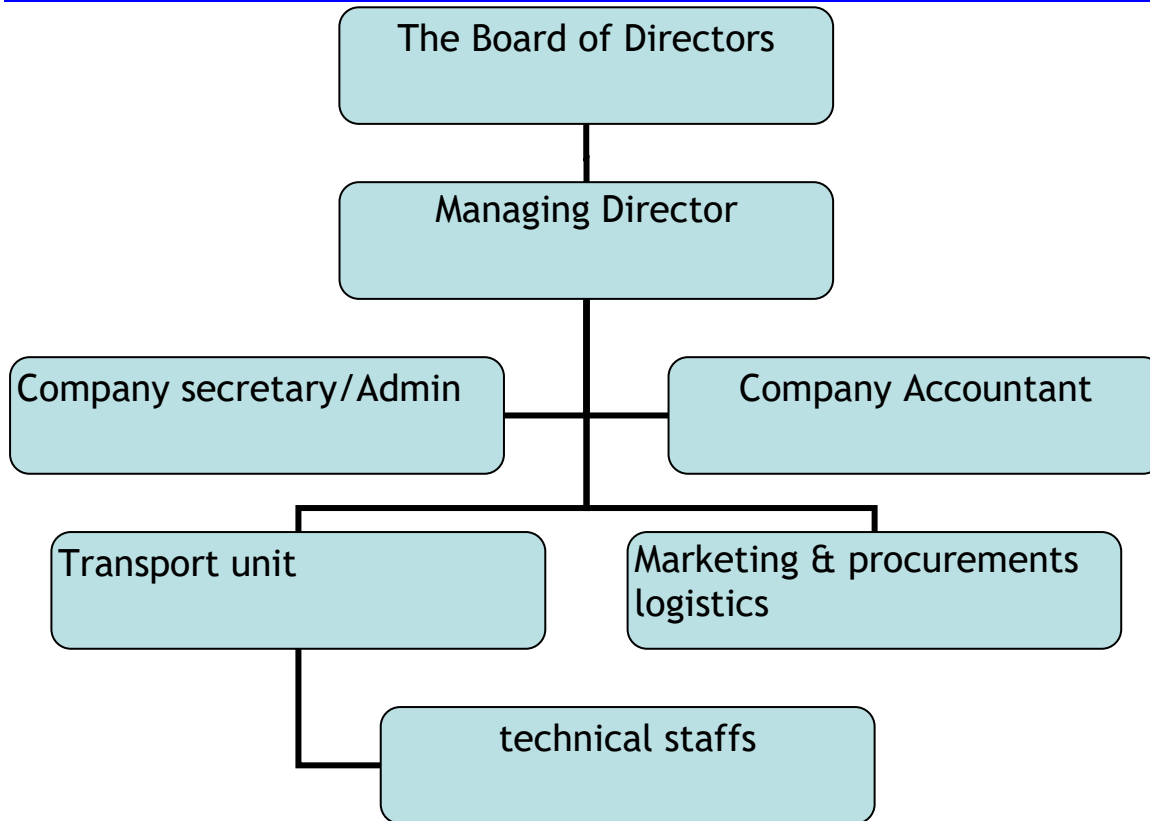 The Board of Directors
Managing Director
Company secretary/Admin
Company Accountant
Transport unit
Marketing & procurements
logistics
technical staffs